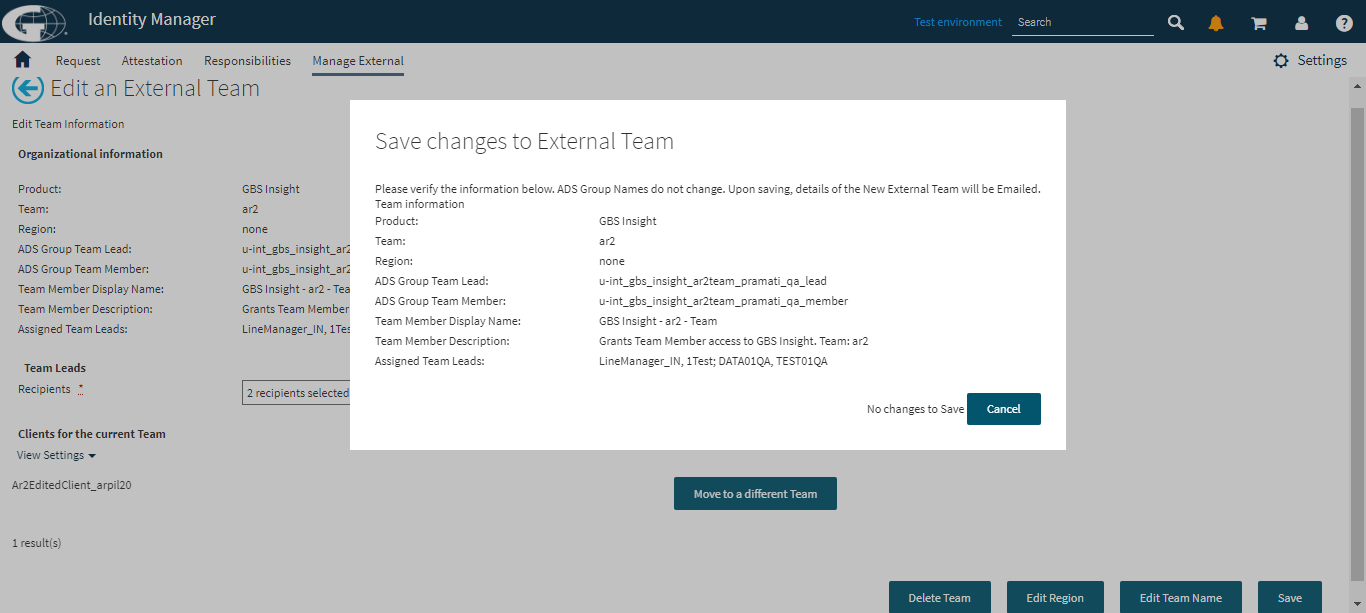 Identity Manager
Test environment
Search
Request Attestation Responsibilities Manage External
Settings
Edit an External Team
Edit Team Information
Organizational information
Product: GBS Insight
Team: ar2
Region: none
ADS Group Team Lead: u-int_gbs_insight_ar2
ADS Group Team Member: u-int_gbs_insight_ar2
Team Member Display Name: GBS Insight - ar2 - Tea
Team Member Description: Grants Team Member
Assigned Team Leads: LineManager_IN, 1Tes
Team Leads
Recipients * 2 recipients selected
Clients for the current Team
View Settings
Ar2EditedClient_arpil20
Move to a different Team
1 result(s)
Delete Team Edit Region Edit Team Name Save
Save changes to External Team
Please verify the information below. ADS Group Names do not change. Upon saving, details of the New External Team will be Emailed.
Team information
Product: GBS Insight
Team: ar2
Region: none
ADS Group Team Lead: u-int_gbs_insight_ar2team_pramati_qa_lead
ADS Group Team Member: u-int_gbs_insight_ar2team_pramati_qa_member
Team Member Display Name: GBS Insight - ar2 - Team
Team Member Description: Grants Team Member access to GBS Insight. Team: ar2
Assigned Team Leads: LineManager_IN, 1Test; DATA01QA, TEST01QA
No changes to Save Cancel